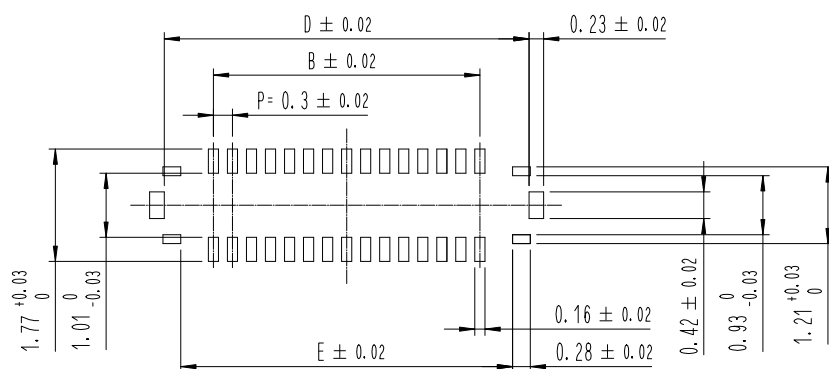 D ± 0.02
0.23 ± 0.02
B ± 0.02
P= 0.3 ± 0.02
1.77 +0.03 0
1.01 0 -0.03
0.16 ± 0.02
E ± 0.02
0.28 ± 0.02
0.42 ± 0.02
0.93 0 -0.03
1.21 +0.03 0